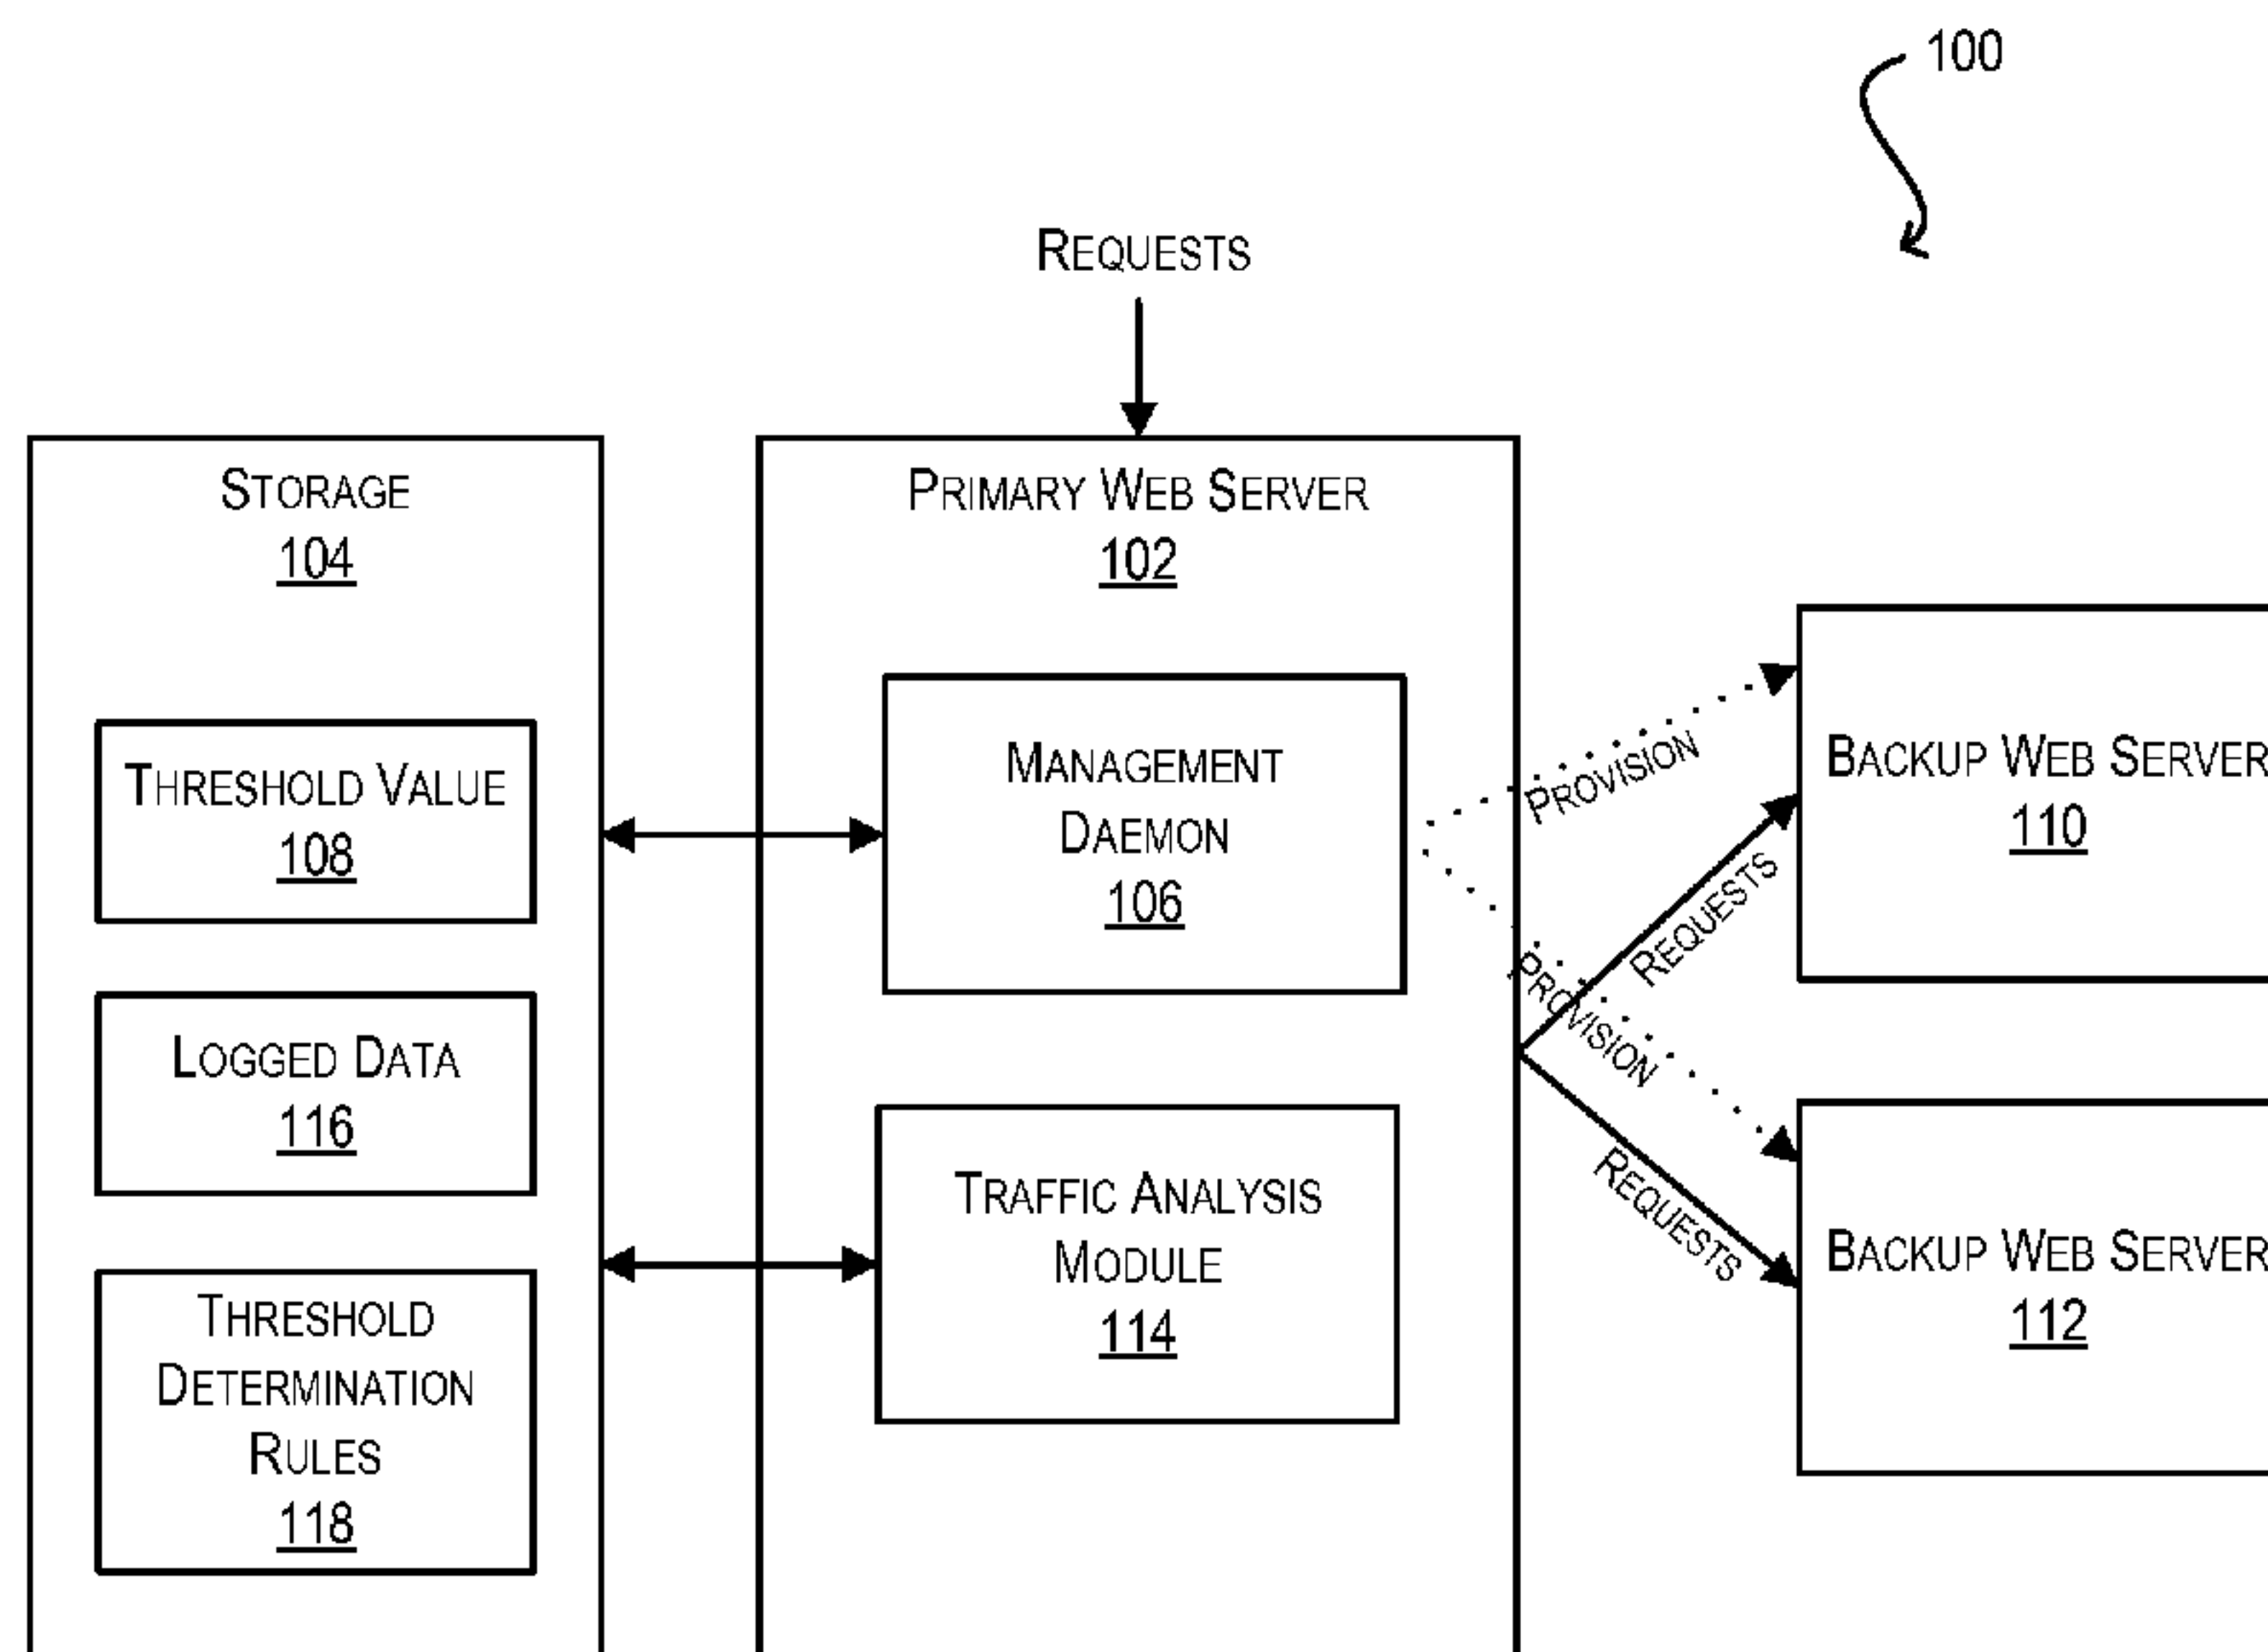 100
REQUESTS
STORAGE
104
THRESHOLD VALUE
108
LOGGED DATA
116
THRESHOLD
DETERMINATION
RULES
118
PRIMARY WEB SERVER
102
MANAGEMENT
DAEMON
106
TRAFFIC ANALYSIS
MODULE
114
PROVISION
REQUESTS
PROVISION
REQUESTS
BACKUP WEB SERVER
110
BACKUP WEB SERVER
112